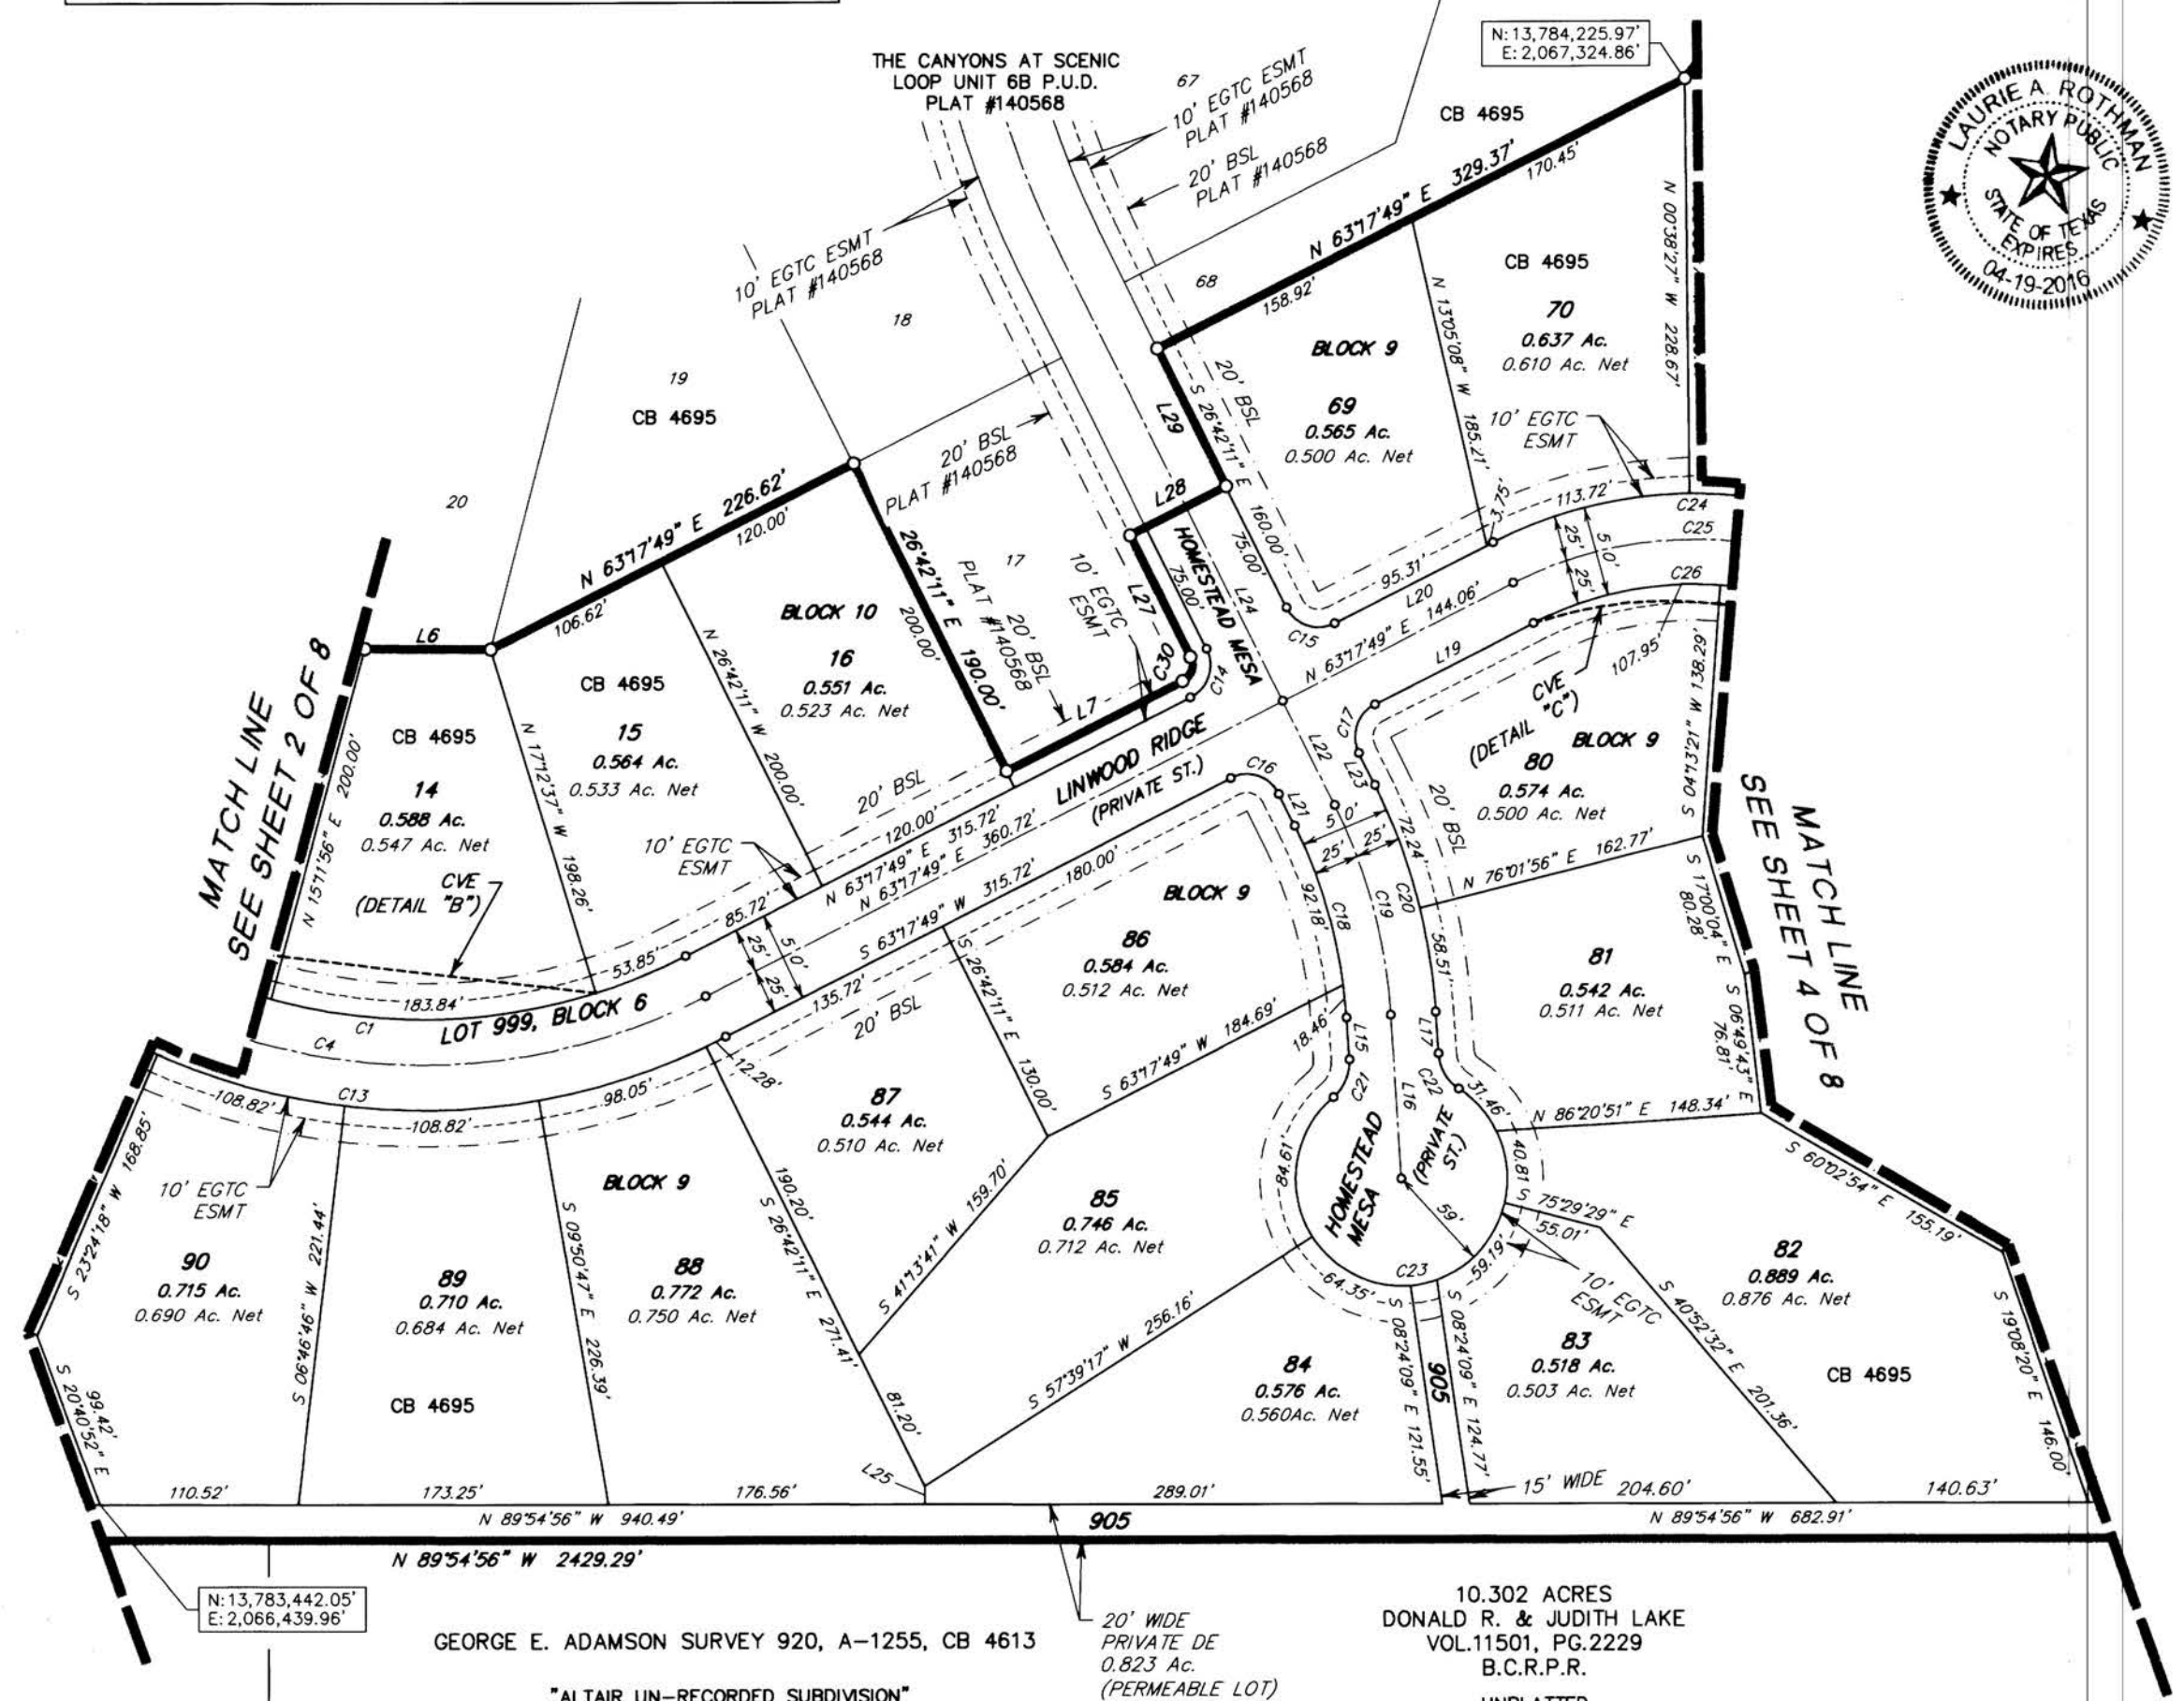 THE CANYONS AT SCENIC
LOOP UNIT 6B P.U.D.
PLAT #140568
67
10' EGTC ESMT
PLAT #140568
20' BSL
PLAT #140568
N: 13,784,225.97'
E: 2,067,324.86'
CB 4695
LAURIE A. ROTHMAN
NOTARY PUBLIC
STATE OF TEXAS
EXPIRES
04-19-2016
N 63°17'49" E 329.37'
170.45'
158.92'
10' EGTC ESMT
PLAT #140568
18
68
N 00°38'27" W 228.67'
CB 4695
70
0.637 Ac.
0.610 Ac. Net
N 13°05'08" W 185.21'
BLOCK 9
69
0.565 Ac.
0.500 Ac. Net
10' EGTC
ESMT
20' BSL
S 26°42'11" E
160.00'
L29
L28
19
CB 4695
20
20' BSL
PLAT #140568
N 63°17'49" E 226.62'
120.00'
106.62'
26°42'11" E 190.00'
200.00'
17
20' BSL
PLAT #140568
10' EGTC
ESMT
L27
75.00'
HOMESTEAD MESA
75.00'
L24
C30
C14
L7
3.75'
113.72'
C24
C25
C26
25'
50'
25'
95.31'
L20
N 63°17'49" E 144.06'
C15
L19
107.95'
CVE
(DETAIL "C")
S 04°23'12" W 138.29'
L6
MATCH LINE
SEE SHEET 2 OF 8
BLOCK 10
16
0.551 Ac.
0.523 Ac. Net
N 26°42'11" W 200.00'
CB 4695
15
0.564 Ac.
0.533 Ac. Net
N 17°12'37" W 198.26'
CB 4695
14
0.588 Ac.
0.547 Ac. Net
N 15°11'56" E 200.00'
CVE
(DETAIL "B")
10' EGTC
ESMT
20' BSL
LINWOOD RIDGE
(PRIVATE ST.)
120.00'
N 63°17'49" E 315.72'
N 63°17'49" E 360.72'
S 63°17'49" W 315.72'
180.00'
85.72'
53.85'
183.84'
C1
C4
LOT 999, BLOCK 6
25'
50'
25'
135.72'
20' BSL
C16
L21
L22
C17
L23
BLOCK 9
80
0.574 Ac.
0.500 Ac. Net
20' BSL
N 76°01'56" E 162.77'
50'
25'
25'
72.24'
92.18'
C18
C19
C20
58.51'
MATCH LINE
SEE SHEET 4 OF 8
S 17°00'04" E
80.28'
S 06°49'43" E
76.81'
81
0.542 Ac.
0.511 Ac. Net
BLOCK 9
86
0.584 Ac.
0.512 Ac. Net
S 26°42'11" E 130.00'
S 63°17'49" W 184.69'
18.46'
L15
L17
L16
C21
C22
31.46'
N 86°20'51" E 148.34'
40.81'
C13
108.82'
108.82'
98.05'
12.28'
87
0.544 Ac.
0.510 Ac. Net
84.61'
HOMESTEAD
MESA
(PRIVATE
ST.)
59'
S 75°29'29" E
55.01'
S 60°02'54" E 155.19'
S 23°24'18" W 168.85'
10' EGTC
ESMT
BLOCK 9
190.20'
S 26°42'11" E 271.41'
S 41°13'41" W 159.70'
85
0.746 Ac.
0.712 Ac. Net
C23
59.19'
64.35'
10' EGTC
ESMT
82
0.889 Ac.
0.876 Ac. Net
90
0.715 Ac.
0.690 Ac. Net
S 06°46'46" W 221.44'
89
0.710 Ac.
0.684 Ac. Net
S 09°50'47" E 226.39'
88
0.772 Ac.
0.750 Ac. Net
S 57°39'17" W 256.16'
84
0.576 Ac.
0.560Ac. Net
S 08°24'09" E 121.55'
905
S 08°24'09" E 124.77'
83
0.518 Ac.
0.503 Ac. Net
S 40°52'32" E 201.36'
CB 4695
S 19°08'20" E 146.00'
S 20°40'52" E
99.42'
CB 4695
81.20'
L25
110.52'
173.25'
176.56'
289.01'
15' WIDE
204.60'
140.63'
N 89°54'56" W 940.49'
905
N 89°54'56" W 682.91'
N 89°54'56" W 2429.29'
N: 13,783,442.05'
E: 2,066,439.96'
GEORGE E. ADAMSON SURVEY 920, A-1255, CB 4613
"ALTAIR UN-RECORDED SUBDIVISION"
20' WIDE
PRIVATE DE
0.823 Ac.
(PERMEABLE LOT)
10.302 ACRES
DONALD R. & JUDITH LAKE
VOL.11501, PG.2229
B.C.R.P.R.
UNPLATTED